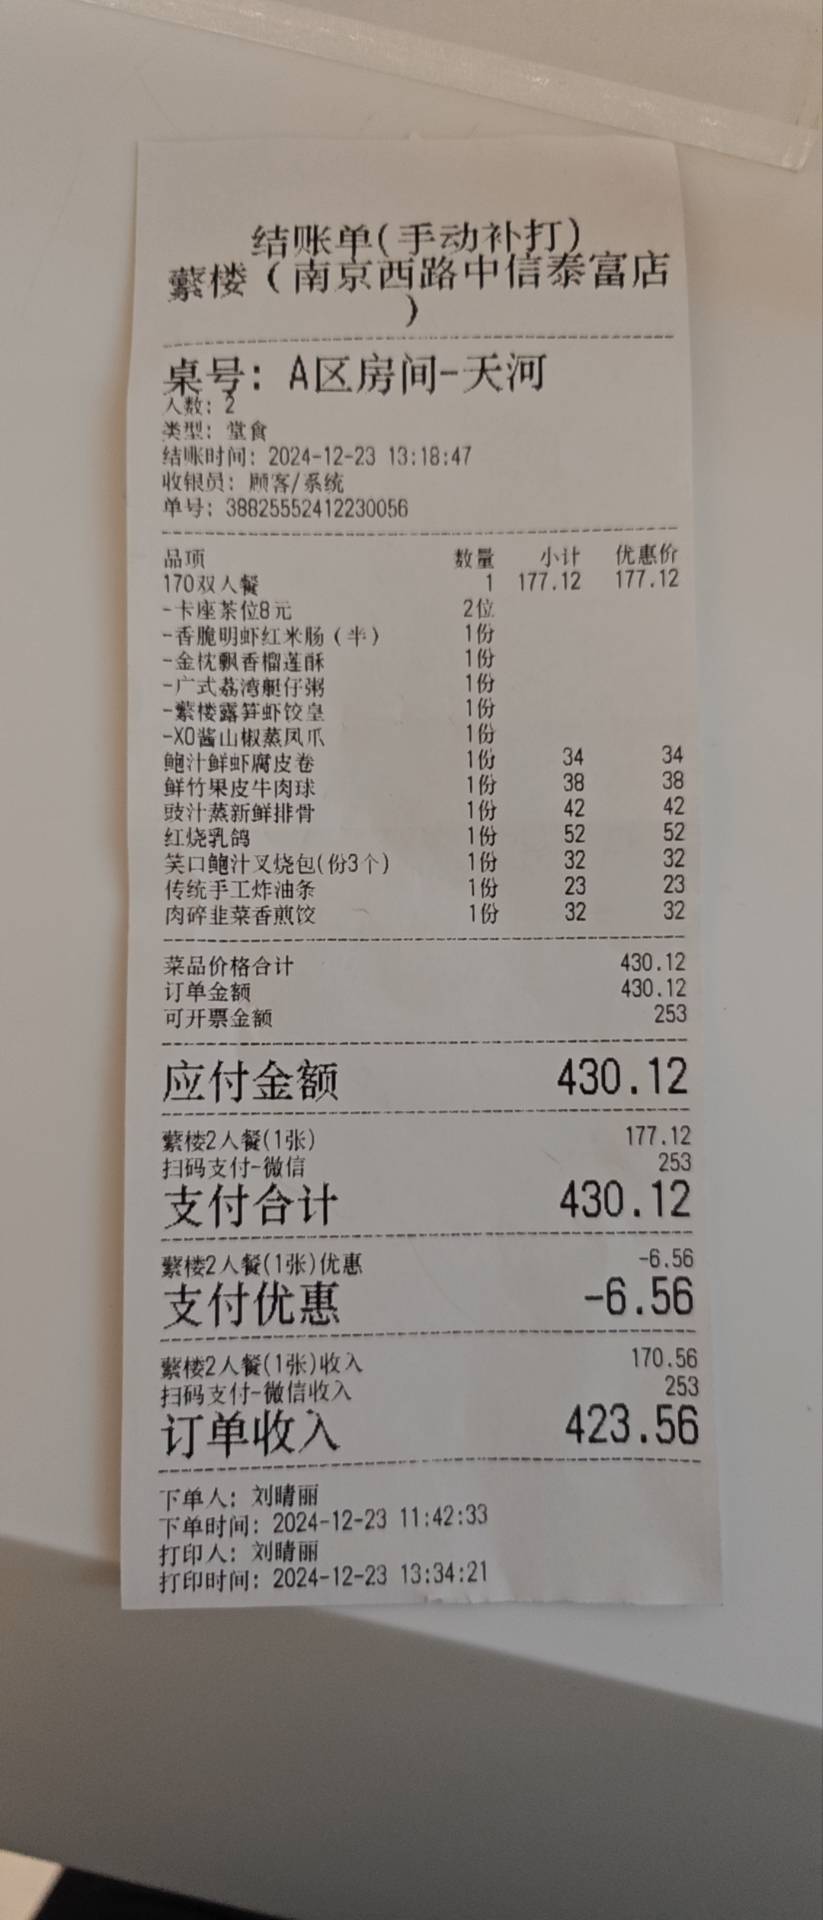 结账单(手动补打)
蘩楼（南京西路中信泰富店
）
桌号: A区房间-天河
人数: 2
类型: 堂食
结账时间: 2024-12-23 13:18:47
收银员: 顾客/系统
单号: 38825552412230056
品项 数量 小计 优惠价
170双人餐 1 177.12 177.12
-卡座茶位8元 2位
-香脆明虾红米肠（半） 1份
-金枕飘香榴莲酥 1份
-广式荔湾艇仔粥 1份
-蘩楼露笋虾饺皇 1份
-XO酱山椒蒸凤爪 1份
鲍汁鲜虾腐皮卷 1份 34 34
鲜竹果皮牛肉球 1份 38 38
豉汁蒸新鲜排骨 1份 42 42
红烧乳鸽 1份 52 52
笑口鲍汁叉烧包(份3个) 1份 32 32
传统手工炸油条 1份 23 23
肉碎韭菜香煎饺 1份 32 32
菜品价格合计 430.12
订单金额 430.12
可开票金额 253
应付金额 430.12
蘩楼2人餐(1张) 177.12
扫码支付-微信 253
支付合计 430.12
蘩楼2人餐(1张)优惠 -6.56
支付优惠 -6.56
蘩楼2人餐(1张)收入 170.56
扫码支付-微信收入 253
订单收入 423.56
下单人: 刘晴丽
下单时间: 2024-12-23 11:42:33
打印人: 刘晴丽
打印时间: 2024-12-23 13:34:21